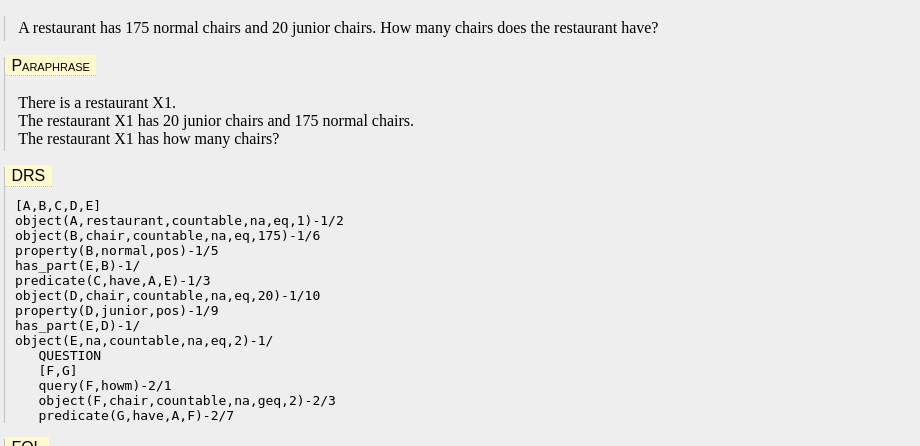 A restaurant has 175 normal chairs and 20 junior chairs. How many chairs does the restaurant have?
PARAPHRASE
There is a restaurant X1.
The restaurant X1 has 20 junior chairs and 175 normal chairs.
The restaurant X1 has how many chairs?
DRS
[A,B,C,D,E]
object(A,restaurant,countable,na,eq,1)-1/2
object(B,chair,countable,na,eq,175)-1/6
property(B,normal,pos)-1/5
has_part(E,B)-1/
predicate(C,have,A,E)-1/3
object(D,chair,countable,na,eq,20)-1/10
property(D,junior,pos)-1/9
has_part(E,D)-1/
object(E,na,countable,na,eq,2)-1/
QUESTION
[F,G]
query(F,howm)-2/1
object(F,chair,countable,na,geq,2)-2/3
predicate(G,have,A,F)-2/7
FOL